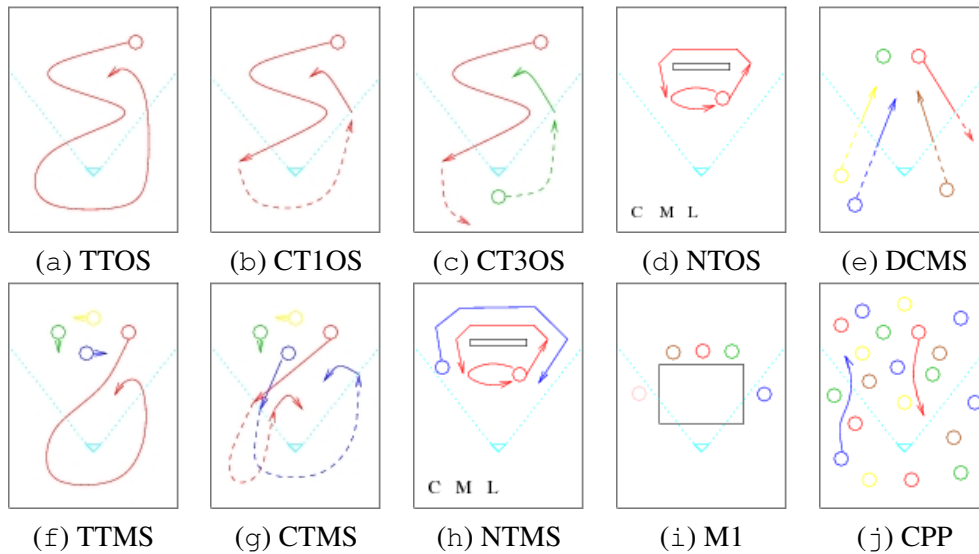 C M L
(a) TTOS (b) CT1OS (c) CT3OS (d) NTOS (e) DCMS
C M L
(f) TTMS (g) CTMS (h) NTMS (i) M1 (j) CPP